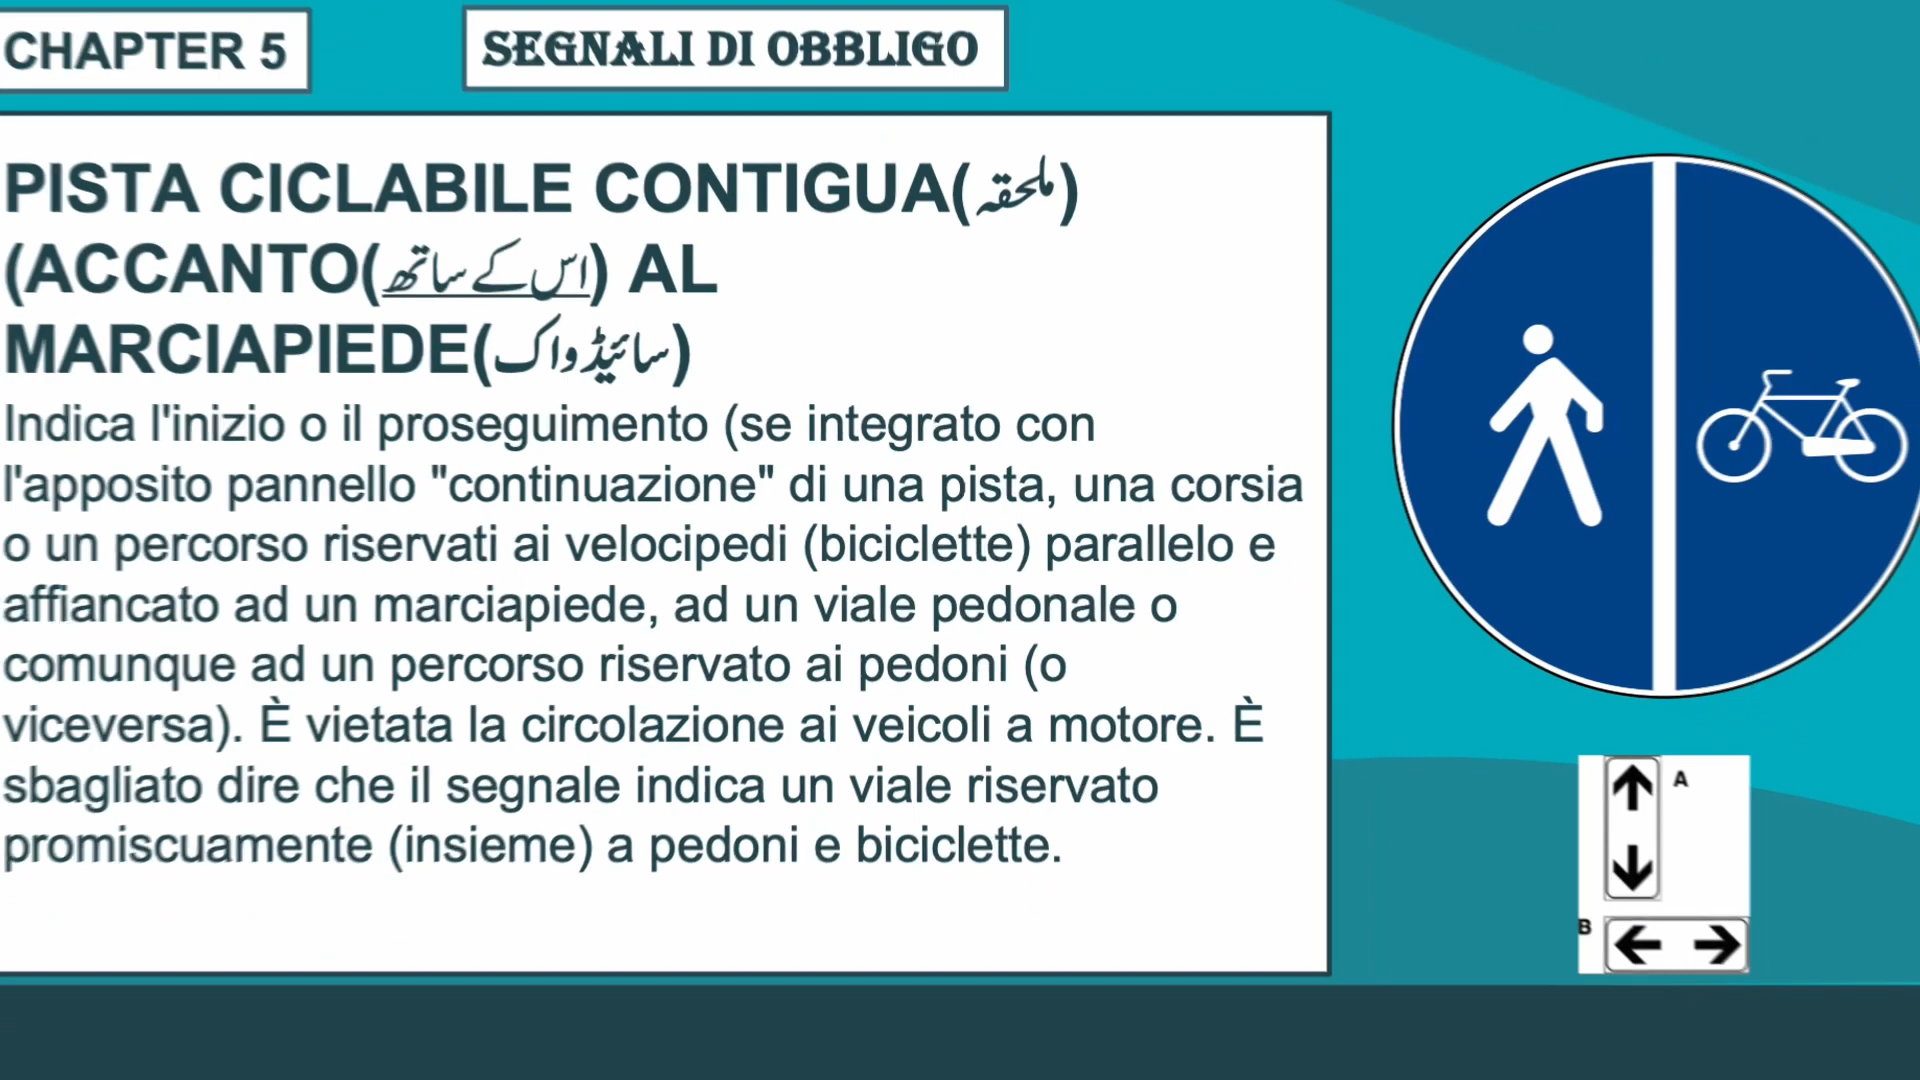 CHAPTER 5
SEGNALI DI OBBLIGO
PISTA CICLABILE CONTIGUA(ملحقہ)
(ACCANTO(اس کے ساتھ) AL
MARCIAPIEDE(سائیڈ واک)
Indica l'inizio o il proseguimento (se integrato con
l'apposito pannello "continuazione" di una pista, una corsia
o un percorso riservati ai velocipedi (biciclette) parallelo e
affiancato ad un marciapiede, ad un viale pedonale o
comunque ad un percorso riservato ai pedoni (o
viceversa). È vietata la circolazione ai veicoli a motore. È
sbagliato dire che il segnale indica un viale riservato
promiscuamente (insieme) a pedoni e biciclette.
A
B